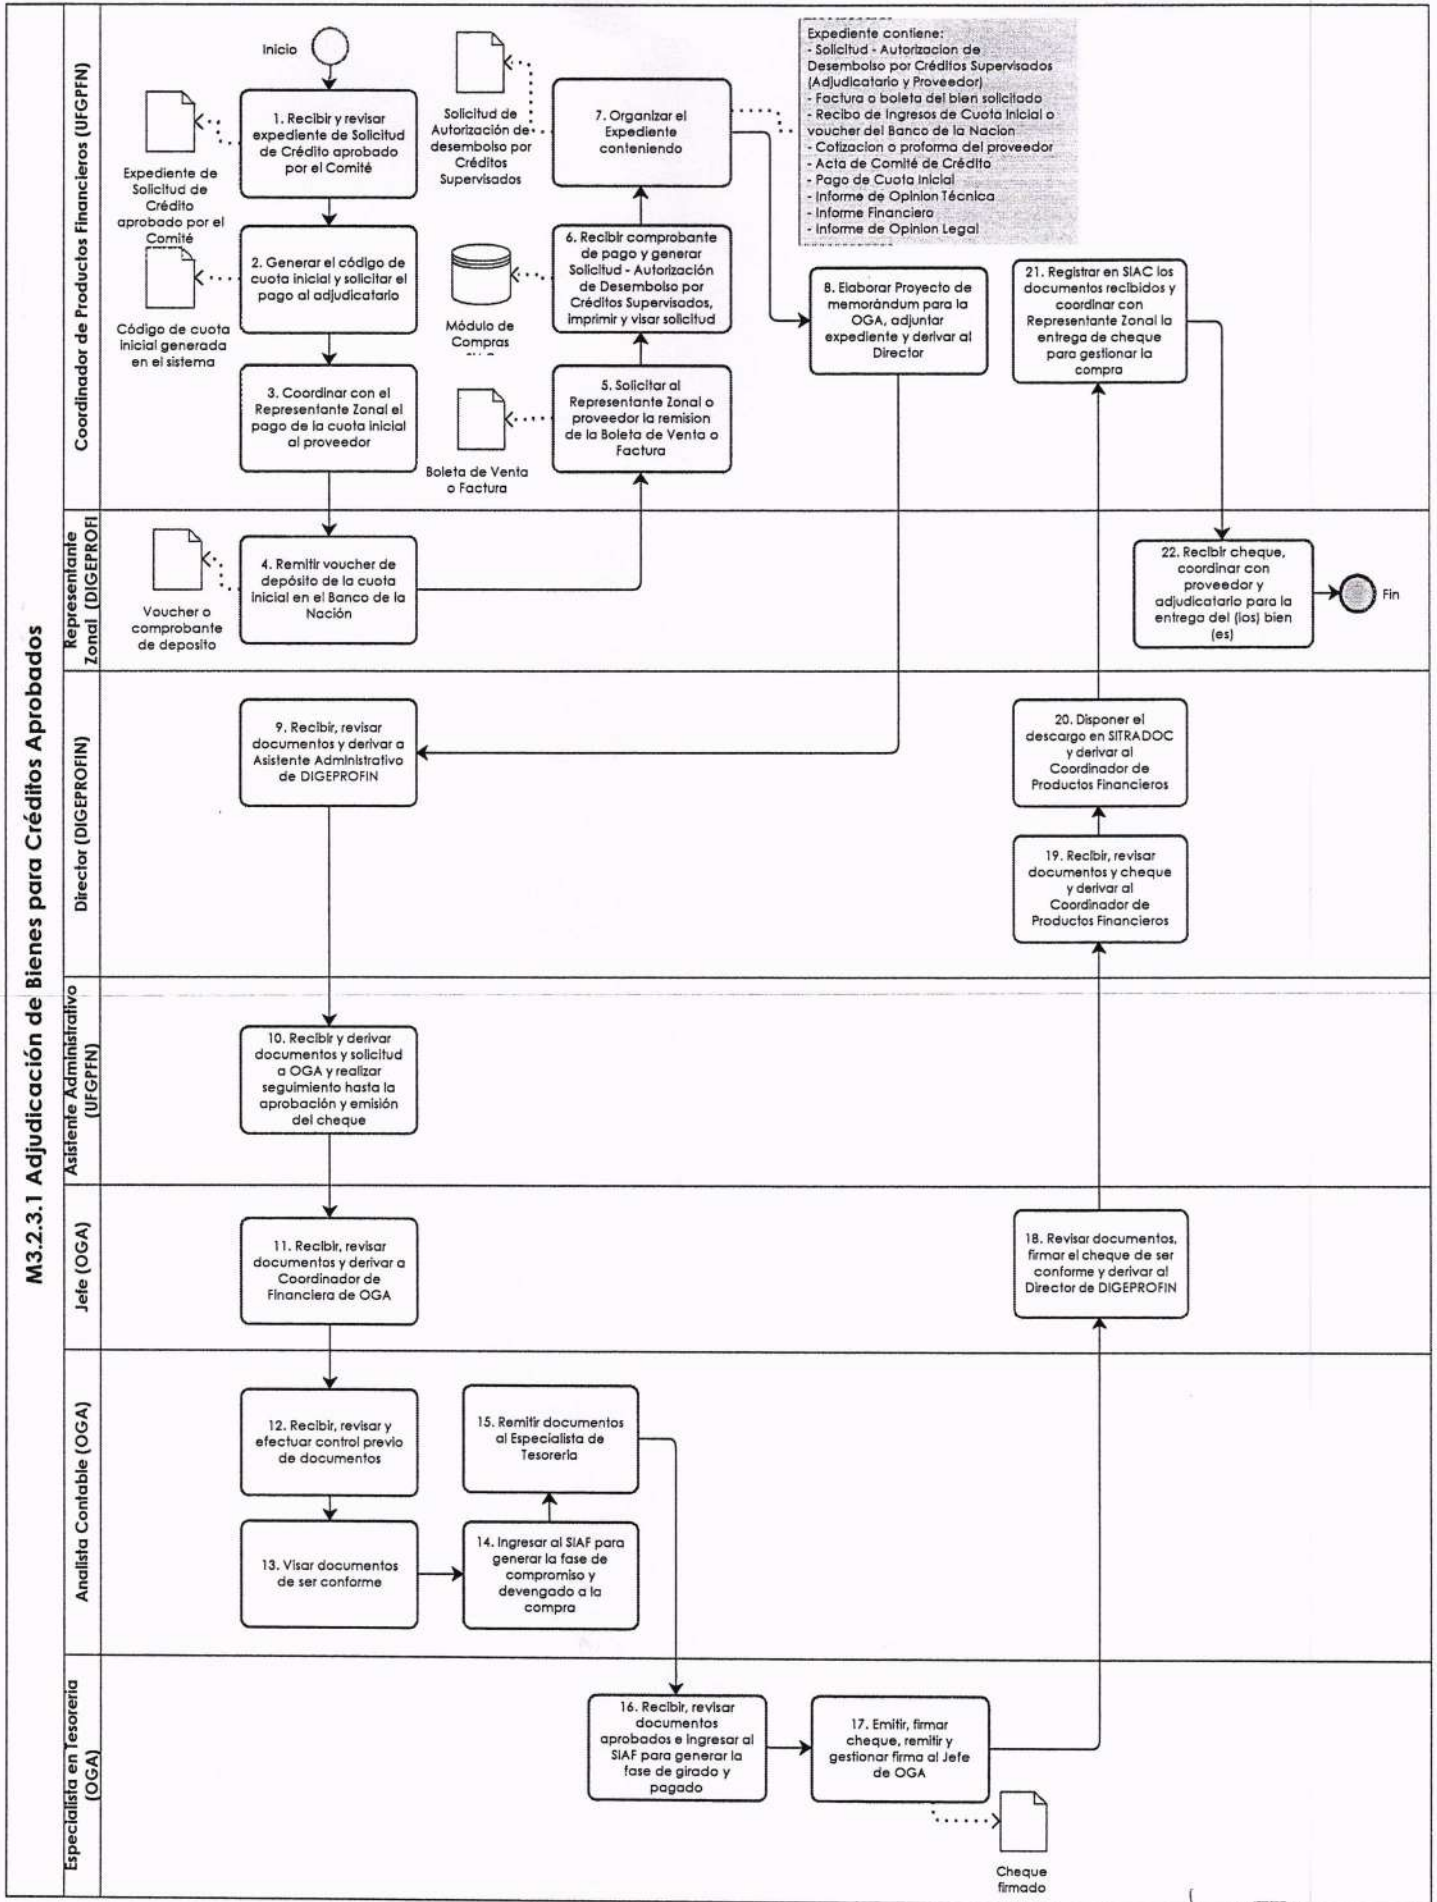 M3.2.3.1 Adjudicación de Bienes para Créditos Aprobados
Coordinador de Productos Financieros (UFGPFN)
Inicio
1. Recibir y revisar
expediente de Solicitud
de Crédito aprobado
por el Comité
Expediente de
Solicitud de
Crédito
aprobado por el
Comité
2. Generar el código de
cuota inicial y solicitar el
pago al adjudicatario
Código de cuota
inicial generada
en el sistema
3. Coordinar con el
Representante Zonal el
pago de la cuota inicial
al proveedor
Solicitud de
Autorización de
desembolso por
Créditos
Supervisados
7. Organizar el
Expediente
conteniendo
6. Recibir comprobante
de pago y generar
Solicitud - Autorización
de Desembolso por
Créditos Supervisados,
imprimir y visar solicitud
Módulo de
Compras
5. Solicitar al
Representante Zonal o
proveedor la remision
de la Boleta de Venta o
Factura
Boleta de Venta
o Factura
Expediente contiene:
- Solicitud - Autorizacion de
Desembolso por Créditos Supervisados
(Adjudicatario y Proveedor)
- Factura o boleta del bien solicitado
- Recibo de Ingresos de Cuota Inicial o
voucher del Banco de la Nacion
- Cotizacion o proforma del proveedor
- Acta de Comité de Crédito
- Pago de Cuota Inicial
- Informe de Opinion Técnica
- Informe Financiero
- Informe de Opinion Legal
8. Elaborar Proyecto de
memorándum para la
OGA, adjuntar
expediente y derivar al
Director
21. Registrar en SIAC los
documentos recibidos y
coordinar con
Representante Zonal la
entrega de cheque
para gestionar la
compra
Representante
Zonal (DIGEPROFI
4. Remitir voucher de
depósito de la cuota
inicial en el Banco de la
Nación
Voucher o
comprobante
de deposito
22. Recibir cheque,
coordinar con
proveedor y
adjudicatario para la
entrega del (los) bien
(es)
Fin
Director (DIGEPROFIN)
9. Recibir, revisar
documentos y derivar a
Asistente Administrativo
de DIGEPROFIN
20. Disponer el
descargo en SITRADOC
y derivar al
Coordinador de
Productos Financieros
19. Recibir, revisar
documentos y cheque
y derivar al
Coordinador de
Productos Financieros
Asistente Administrativo
(UFGPFN)
10. Recibir y derivar
documentos y solicitud
a OGA y realizar
seguimiento hasta la
aprobación y emisión
del cheque
Jefe (OGA)
11. Recibir, revisar
documentos y derivar a
Coordinador de
Financiera de OGA
18. Revisar documentos,
firmar el cheque de ser
conforme y derivar al
Director de DIGEPROFIN
Analista Contable (OGA)
12. Recibir, revisar y
efectuar control previo
de documentos
15. Remitir documentos
al Especialista de
Tesoreria
13. Visar documentos
de ser conforme
14. Ingresar al SIAF para
generar la fase de
compromiso y
devengado a la
compra
Especialista en Tesoreria
(OGA)
16. Recibir, revisar
documentos
aprobados e ingresar al
SIAF para generar la
fase de girado y
pagado
17. Emitir, firmar
cheque, remitir y
gestionar firma al Jefe
de OGA
Cheque
firmado